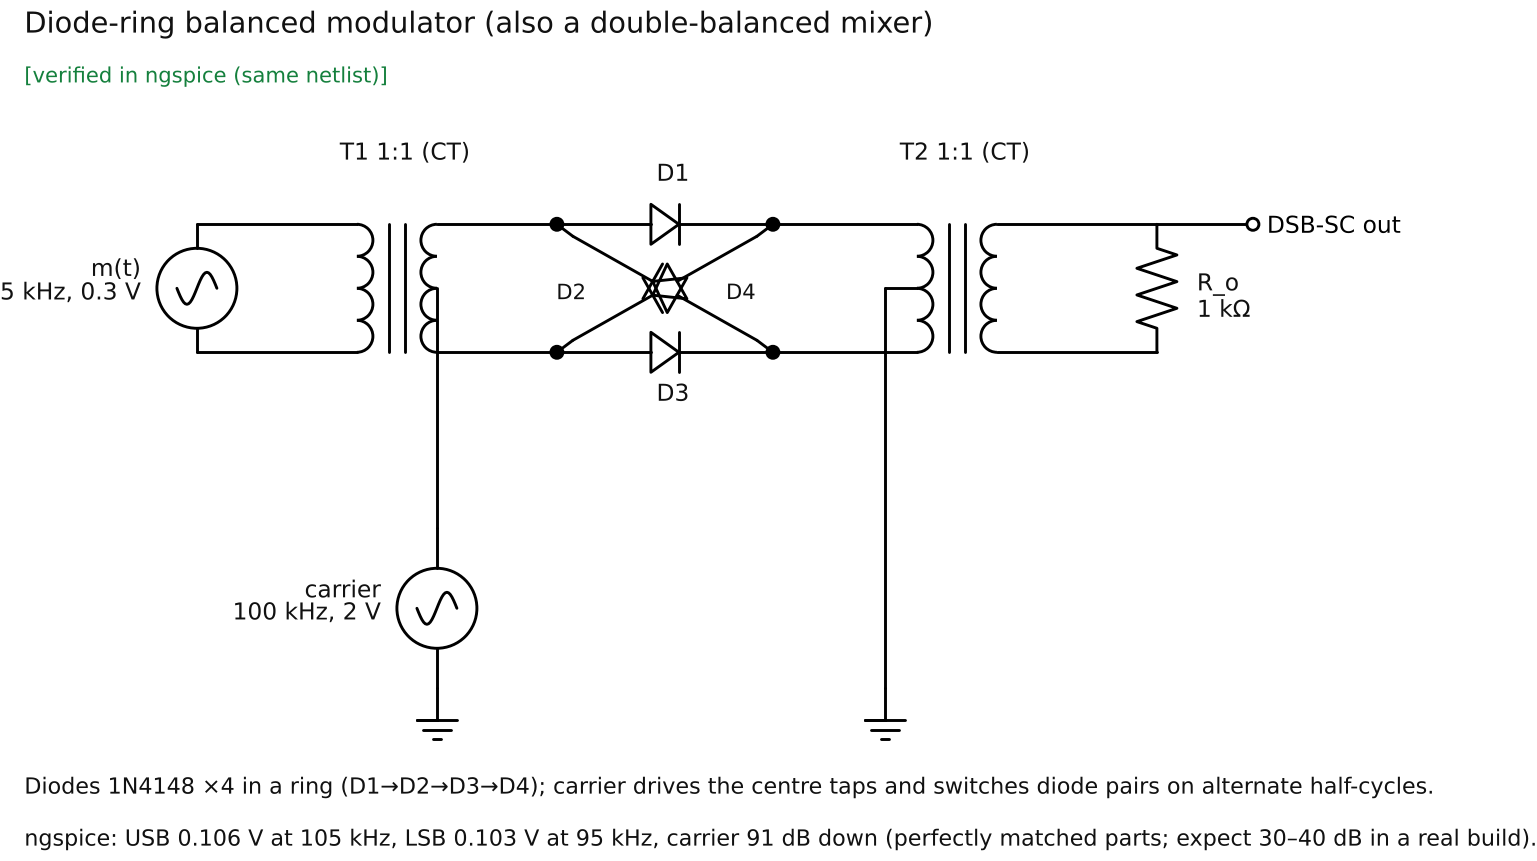 Diode-ring balanced modulator (also a double-balanced mixer)
[verified in ngspice (same netlist)]
T1 1:1 (CT)
T2 1:1 (CT)
D1
DSB-SC out
m(t)
5 kHz, 0.3 V
D2
D4
R_o
1 kΩ
D3
carrier
100 kHz, 2 V
Diodes 1N4148 ×4 in a ring (D1→D2→D3→D4); carrier drives the centre taps and switches diode pairs on alternate half-cycles.
ngspice: USB 0.106 V at 105 kHz, LSB 0.103 V at 95 kHz, carrier 91 dB down (perfectly matched parts; expect 30–40 dB in a real build).